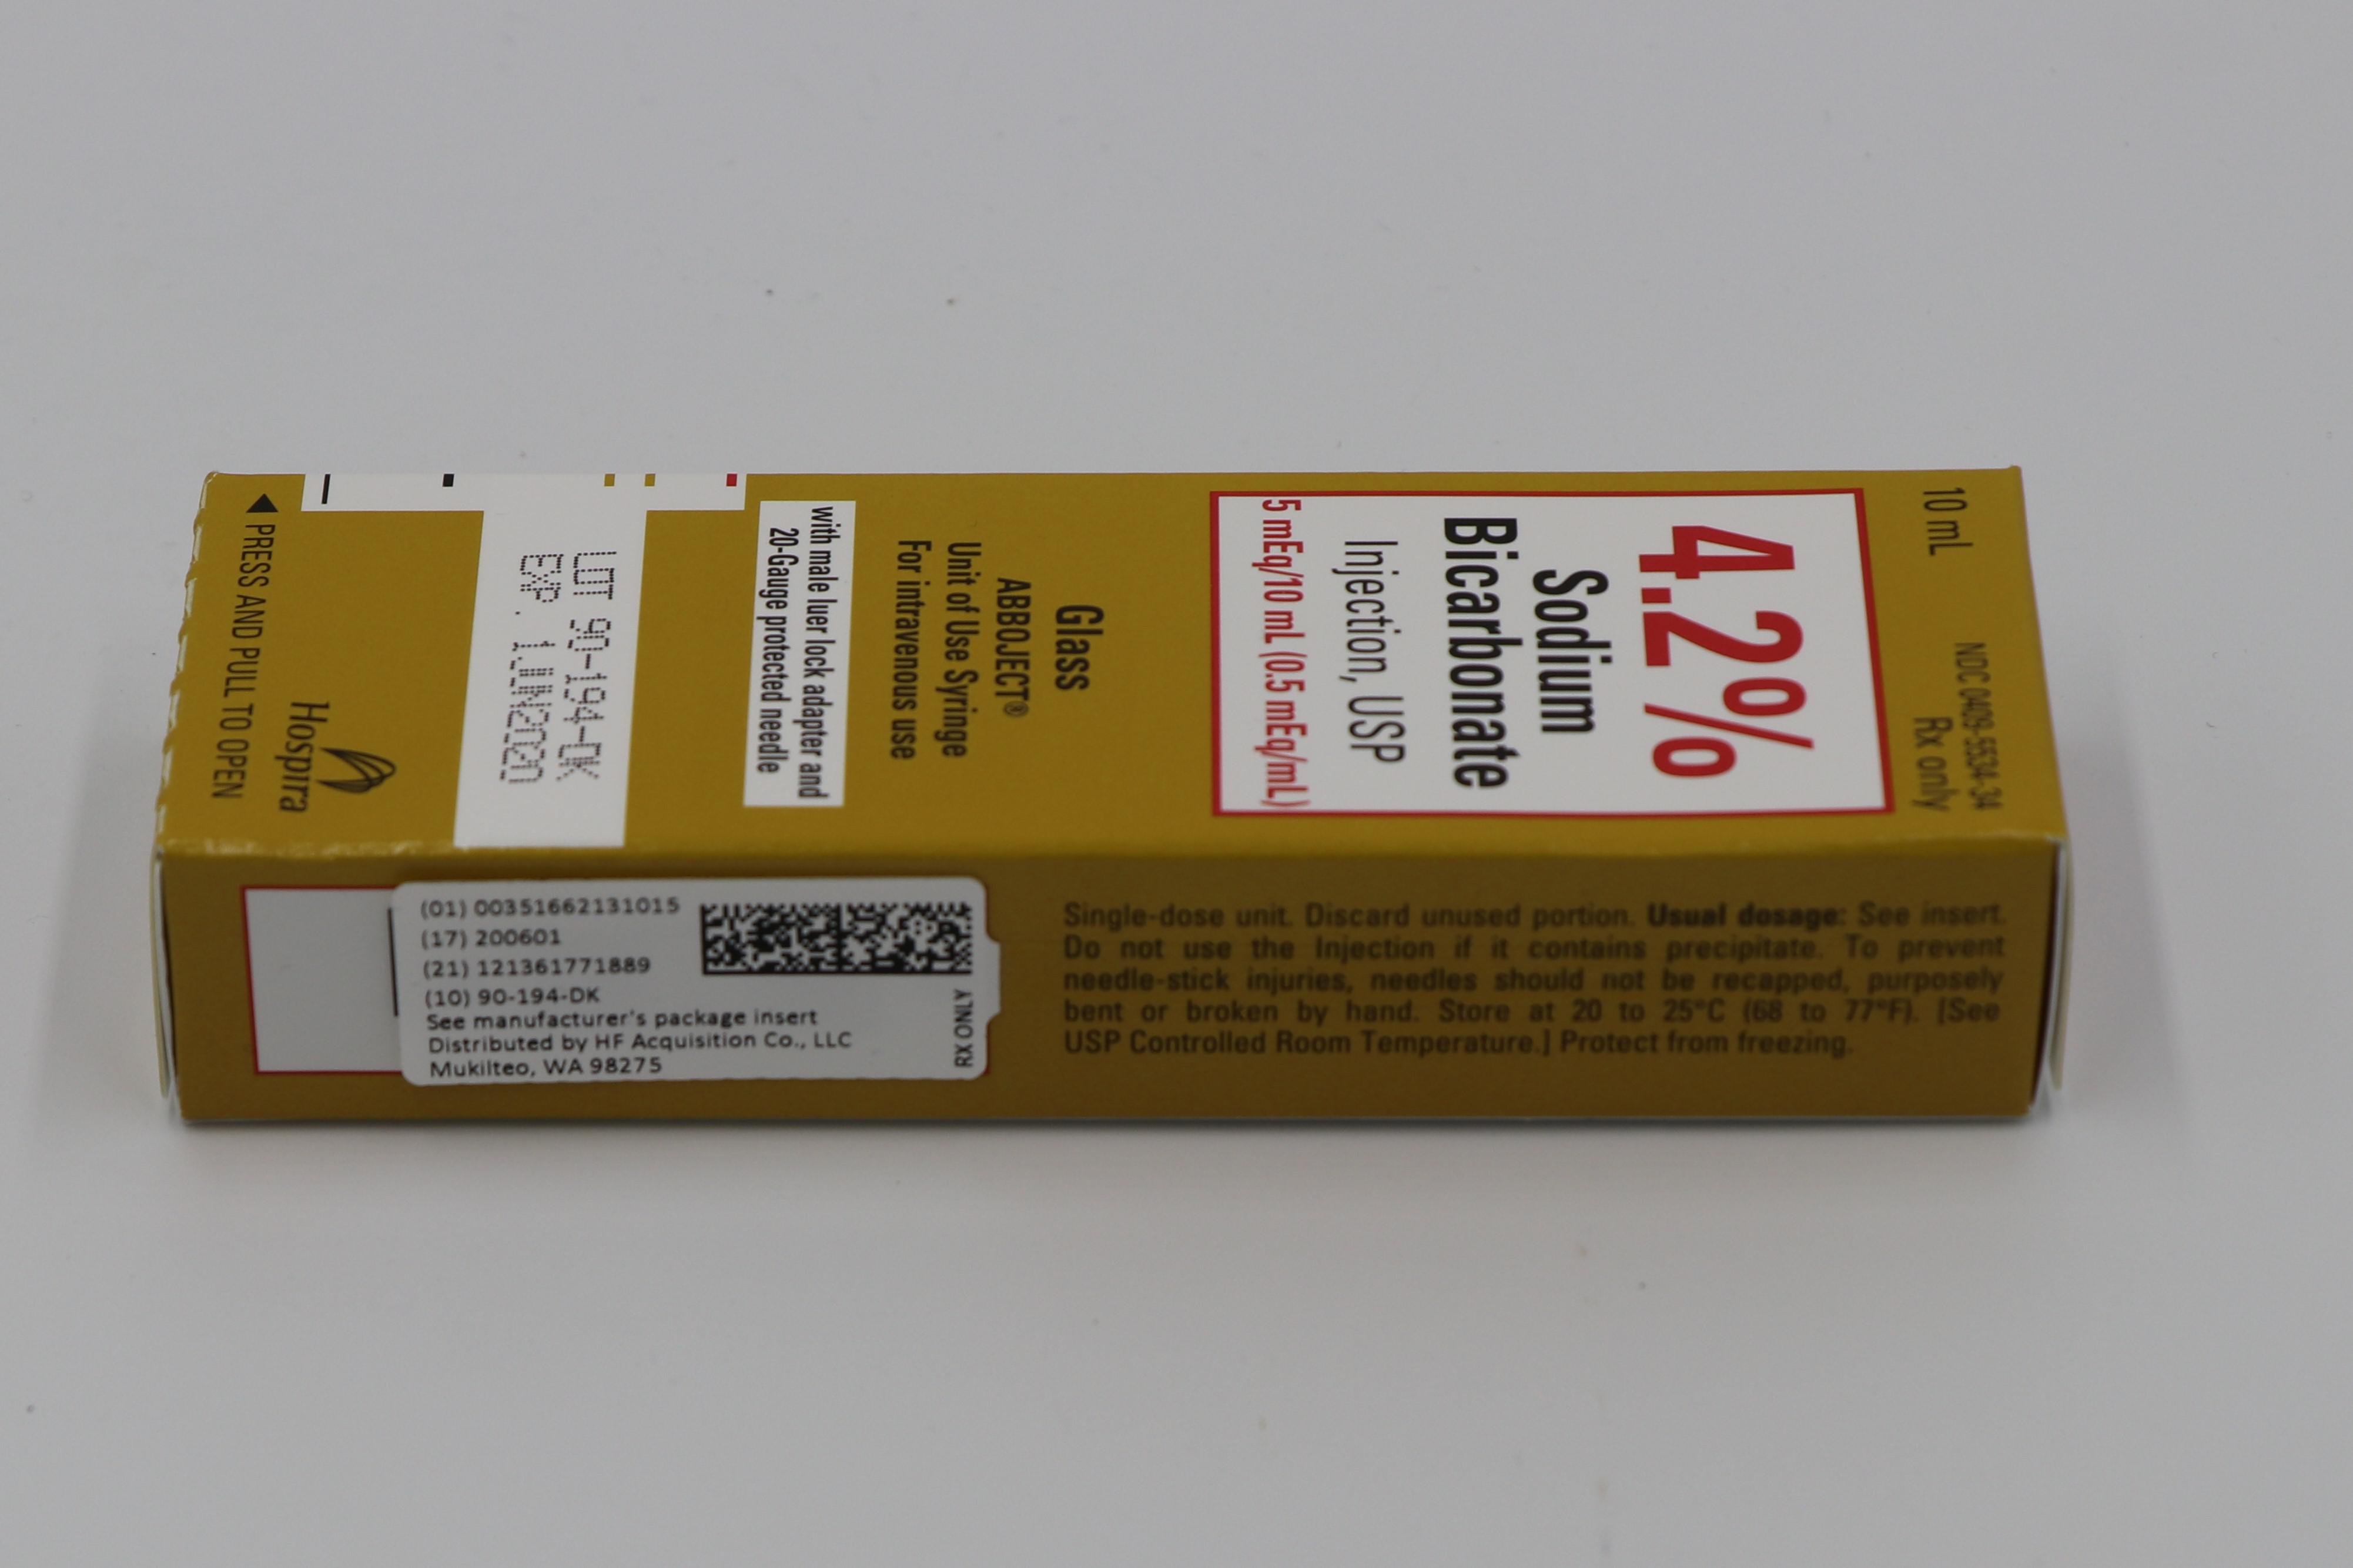 10 mL
NDC 0409-5534-34
Rx only
4.2%
Sodium
Bicarbonate
Injection, USP
5 mEq/10 mL (0.5 mEq/mL)
Glass
ABBOJECT®
Unit of Use Syringe
For intravenous use
with male luer lock adapter and
20-Gauge protected needle
LOT 90-194-DK
EXP. 1JUN2020
Hospira
PRESS AND PULL TO OPEN
(01) 00351662131015
(17) 200601
(21) 121361771889
(10) 90-194-DK
See manufacturer's package insert
Distributed by HF Acquisition Co., LLC
Mukilteo, WA 98275
RX ONLY
Single-dose unit. Discard unused portion. Usual dosage: See insert.
Do not use the Injection if it contains precipitate. To prevent
needle-stick injuries, needles should not be recapped, purposely
bent or broken by hand. Store at 20 to 25°C (68 to 77°F). [See
USP Controlled Room Temperature.] Protect from freezing.